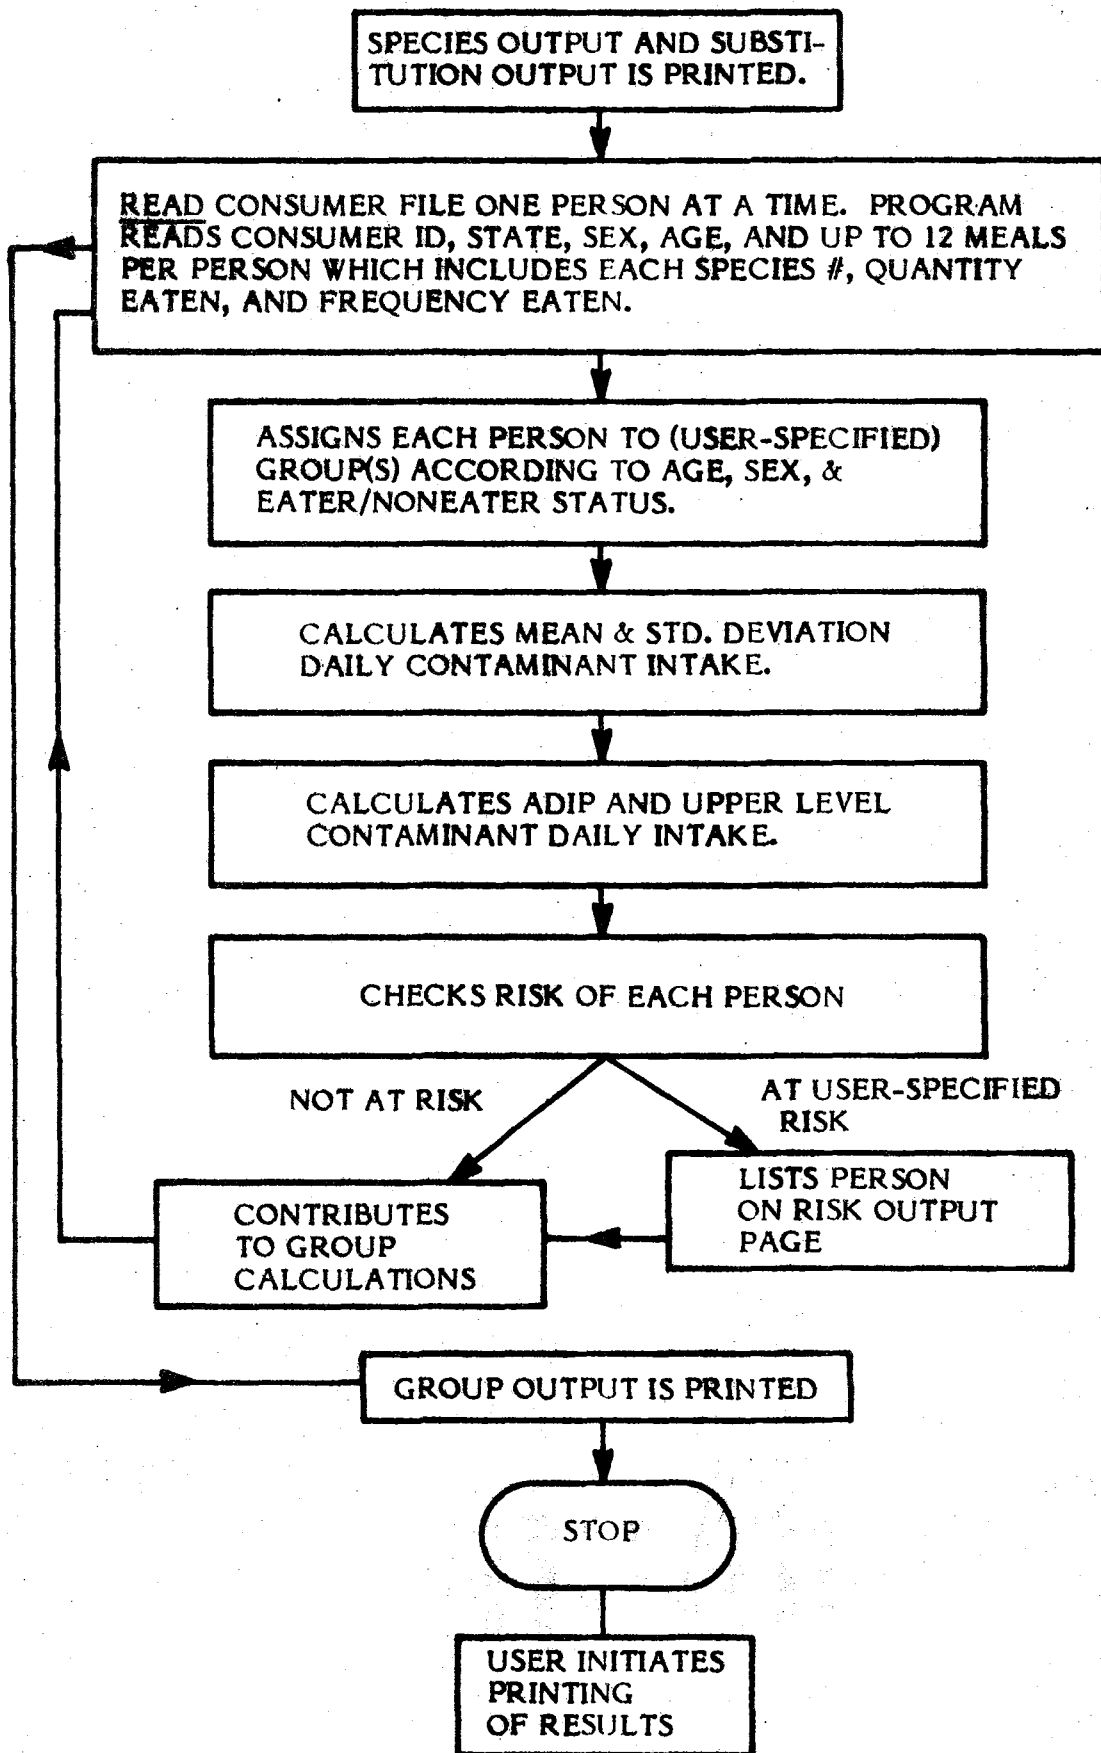 SPECIES OUTPUT AND SUBSTI-
TUTION OUTPUT IS PRINTED.
READ CONSUMER FILE ONE PERSON AT A TIME. PROGRAM
READS CONSUMER ID, STATE, SEX, AGE, AND UP TO 12 MEALS
PER PERSON WHICH INCLUDES EACH SPECIES #, QUANTITY
EATEN, AND FREQUENCY EATEN.
ASSIGNS EACH PERSON TO (USER-SPECIFIED)
GROUP(S) ACCORDING TO AGE, SEX, &
EATER/NONEATER STATUS.
CALCULATES MEAN & STD. DEVIATION
DAILY CONTAMINANT INTAKE.
CALCULATES ADIP AND UPPER LEVEL
CONTAMINANT DAILY INTAKE.
CHECKS RISK OF EACH PERSON
NOT AT RISK
AT USER-SPECIFIED
RISK
LISTS PERSON
ON RISK OUTPUT
PAGE
CONTRIBUTES
TO GROUP
CALCULATIONS
GROUP OUTPUT IS PRINTED
STOP
USER INITIATES
PRINTING
OF RESULTS